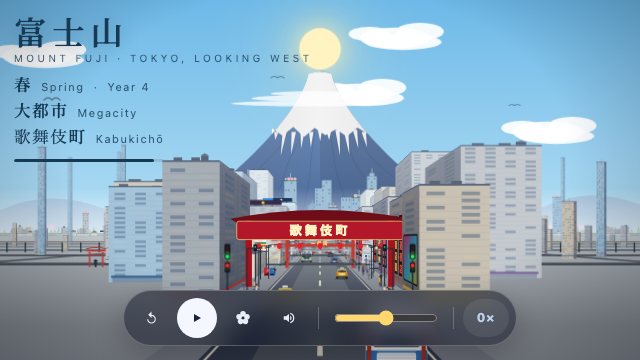 富士山
MOUNT FUJI · TOKYO, LOOKING WEST
春 Spring · Year 4
大都市 Megacity
歌舞伎町 Kabukichō
歌舞伎町
0×